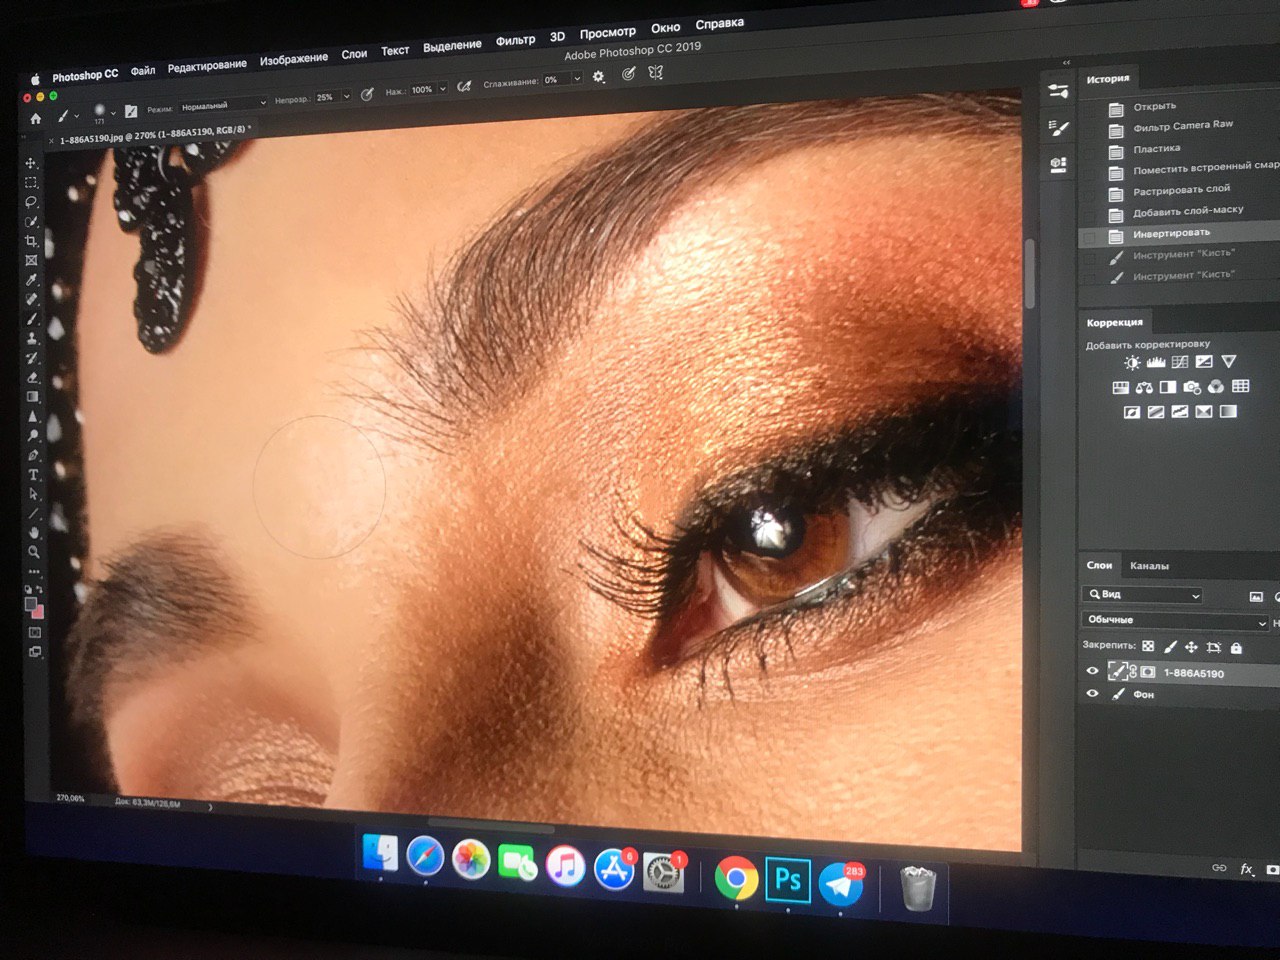 Photoshop CC Файл Редактирование Изображение Слои Текст Выделение Фильтр 3D Просмотр Окно Справка
Adobe Photoshop CC 2019
171 Режим: Нормальный Непрозр.: 25% Наж.: 100% Сглаживание: 0%
× 1-886A5190.jpg @ 270% (1-886A5190, RGB/8) *
История
Открыть
Фильтр Camera Raw
Пластика
Поместить встроенный смар
Растрировать слой
Добавить слой-маску
Инвертировать
Инструмент "Кисть"
Инструмент "Кисть"
Коррекция
Добавить корректировку
Слои Каналы
Вид
Обычные Н
Закрепить:
1-886A5190
Фон
fx
270,06% Док: 63,3M/128,6M
6 1 Ps 283